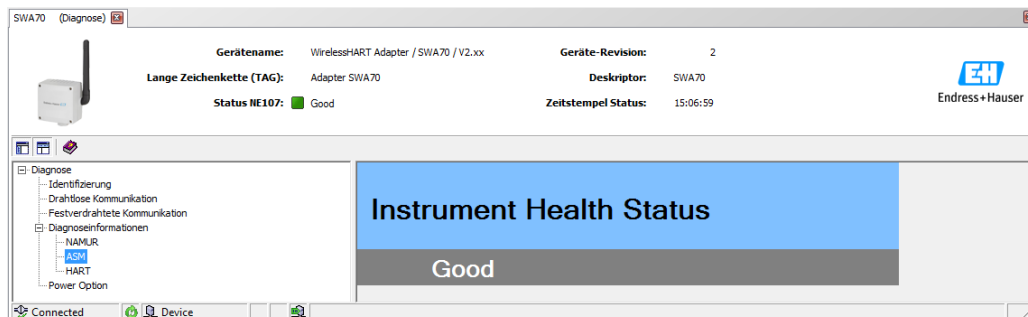 SWA70 (Diagnose)
Gerätename: WirelessHART Adapter / SWA70 / V2.xx Geräte-Revision: 2
Lange Zeichenkette (TAG): Adapter SWA70 Deskriptor: SWA70
Status NE107: Good Zeitstempel Status: 15:06:59
EH
Endress+Hauser
Diagnose
Identifizierung
Drahtlose Kommunikation
Festverdrahtete Kommunikation
Diagnoseinformationen
NAMUR
ASM
HART
Power Option
Instrument Health Status
Good
Connected Device